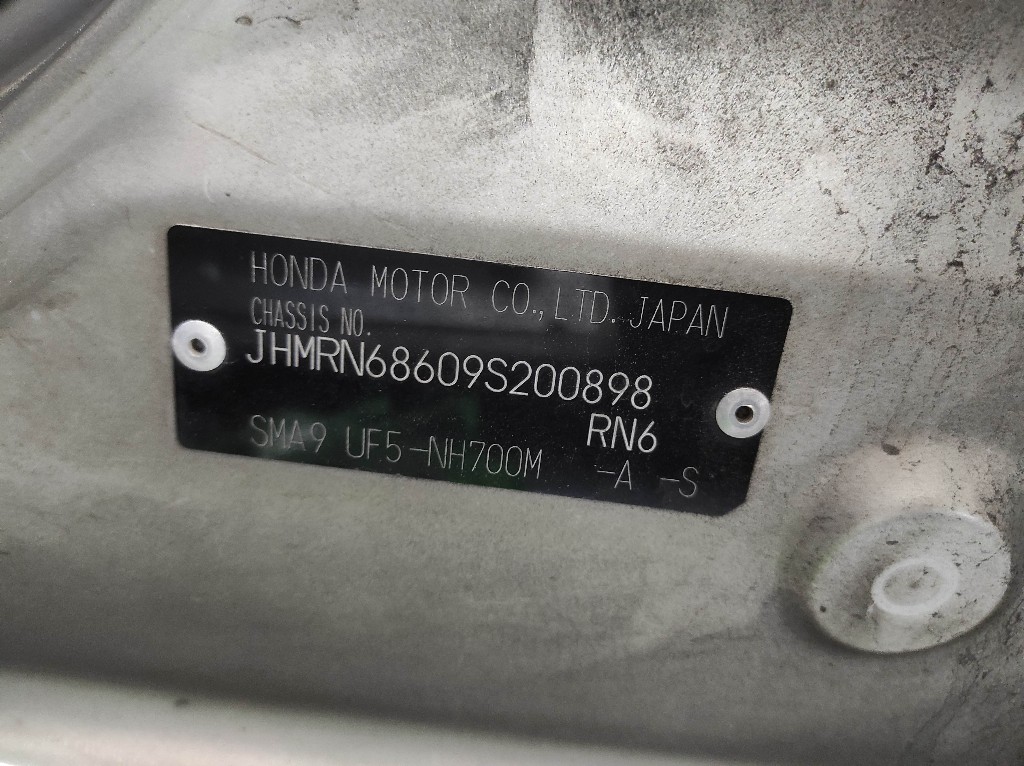 HONDA MOTOR CO.,LTD. JAPAN
CHASSIS NO.
JHMRN68609S200898
RN6
SMA9 UF5-NH700M -A -S